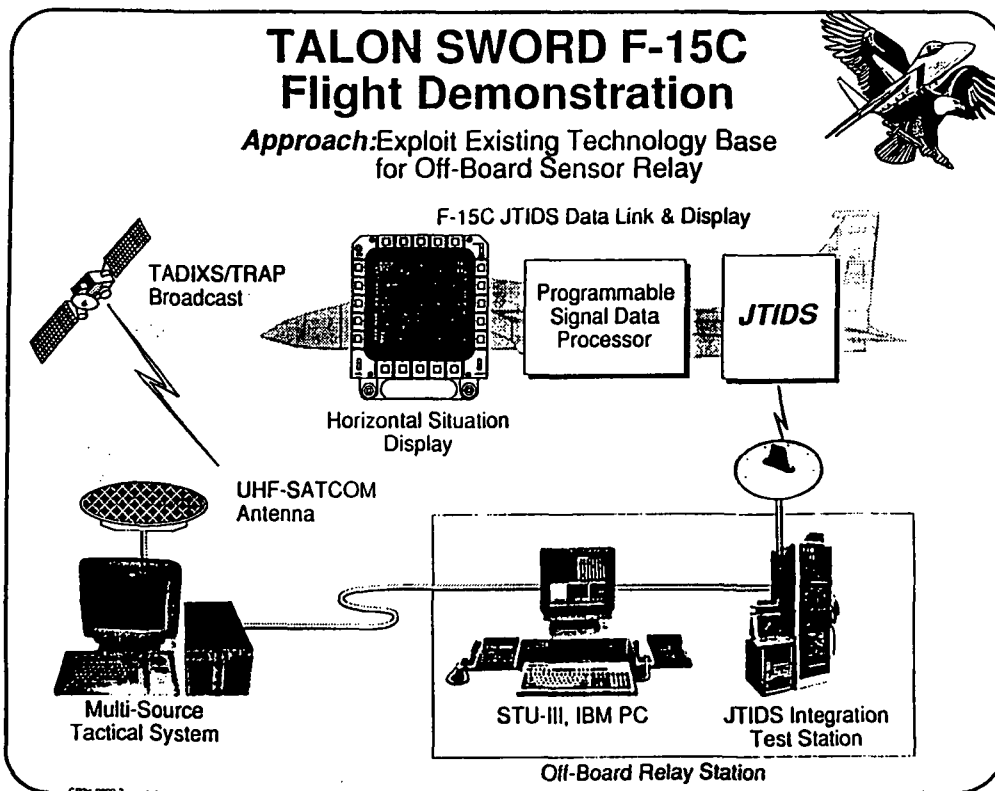 TALON SWORD F-15C
Flight Demonstration
Approach:Exploit Existing Technology Base
for Off-Board Sensor Relay
F-15C JTIDS Data Link & Display
TADIXS/TRAP
Broadcast
Programmable
Signal Data
Processor
JTIDS
Horizontal Situation
Display
UHF-SATCOM
Antenna
Multi-Source
Tactical System
STU-III, IBM PC
JTIDS Integration
Test Station
Off-Board Relay Station